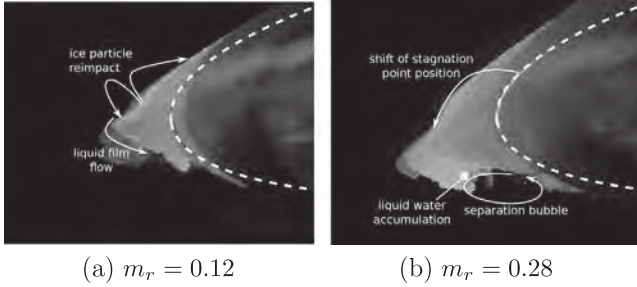 ice particle
reimpact
liquid film
flow
(a) m_r = 0.12
shift of stagnation
point position
liquid water
accumulation
separation bubble
(b) m_r = 0.28